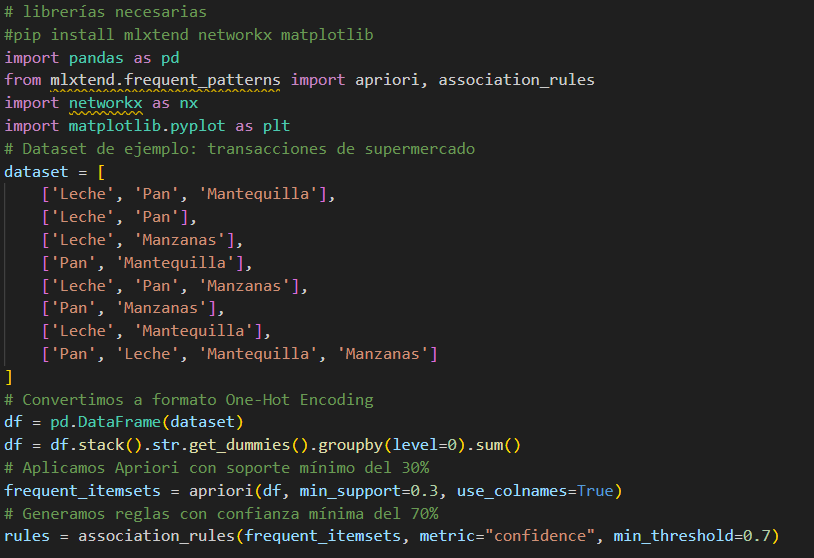 # librerías necesarias
#pip install mlxtend networkx matplotlib
import pandas as pd
from mlxtend.frequent_patterns import apriori, association_rules
import networkx as nx
import matplotlib.pyplot as plt
# Dataset de ejemplo: transacciones de supermercado
dataset = [
    ['Leche', 'Pan', 'Mantequilla'],
    ['Leche', 'Pan'],
    ['Leche', 'Manzanas'],
    ['Pan', 'Mantequilla'],
    ['Leche', 'Pan', 'Manzanas'],
    ['Pan', 'Manzanas'],
    ['Leche', 'Mantequilla'],
    ['Pan', 'Leche', 'Mantequilla', 'Manzanas']
]
# Convertimos a formato One-Hot Encoding
df = pd.DataFrame(dataset)
df = df.stack().str.get_dummies().groupby(level=0).sum()
# Aplicamos Apriori con soporte mínimo del 30%
frequent_itemsets = apriori(df, min_support=0.3, use_colnames=True)
# Generamos reglas con confianza mínima del 70%
rules = association_rules(frequent_itemsets, metric="confidence", min_threshold=0.7)